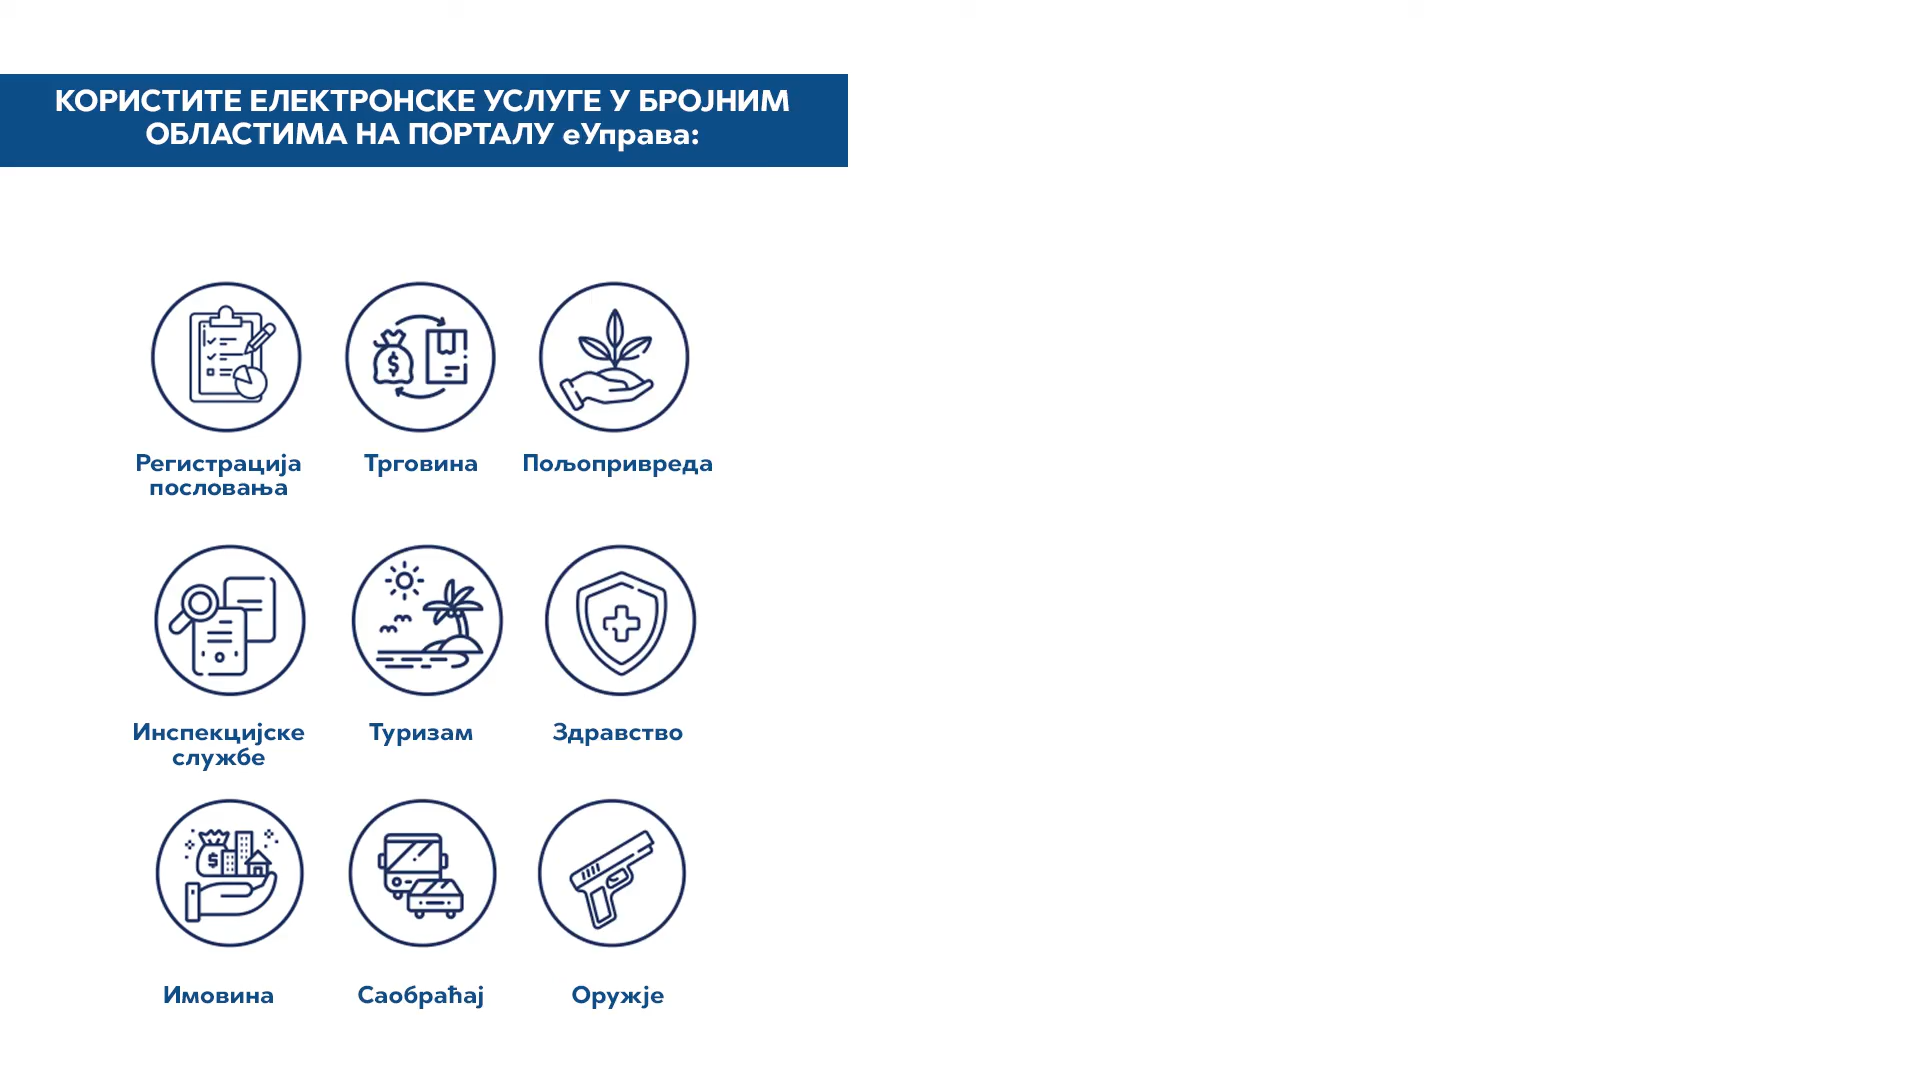 КОРИСТИТЕ ЕЛЕКТРОНСКЕ УСЛУГЕ У БРОЈНИМ
ОБЛАСТИМА НА ПОРТАЛУ еУправа:
Регистрација
пословања
Трговина
Пољопривреда
Инспекцијске
службе
Туризам
Здравство
Имовина
Саобраћај
Оружје